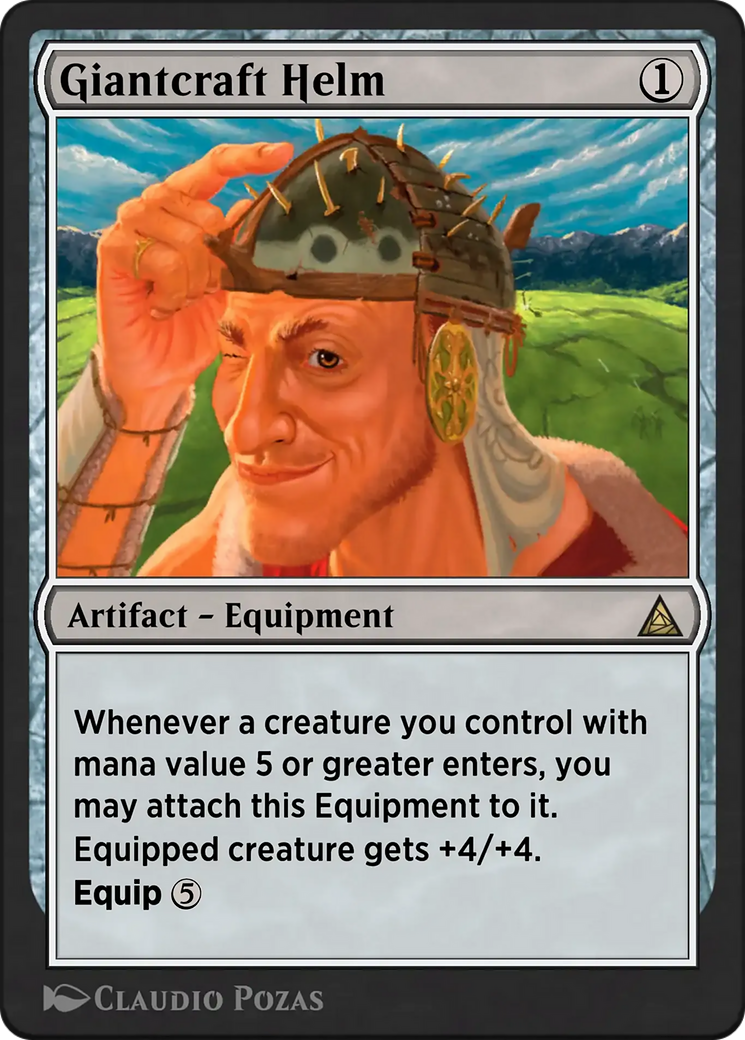 Giantcraft Helm 1
Artifact – Equipment
Whenever a creature you control with
mana value 5 or greater enters, you
may attach this Equipment to it.
Equipped creature gets +4/+4.
Equip 5
Claudio Pozas